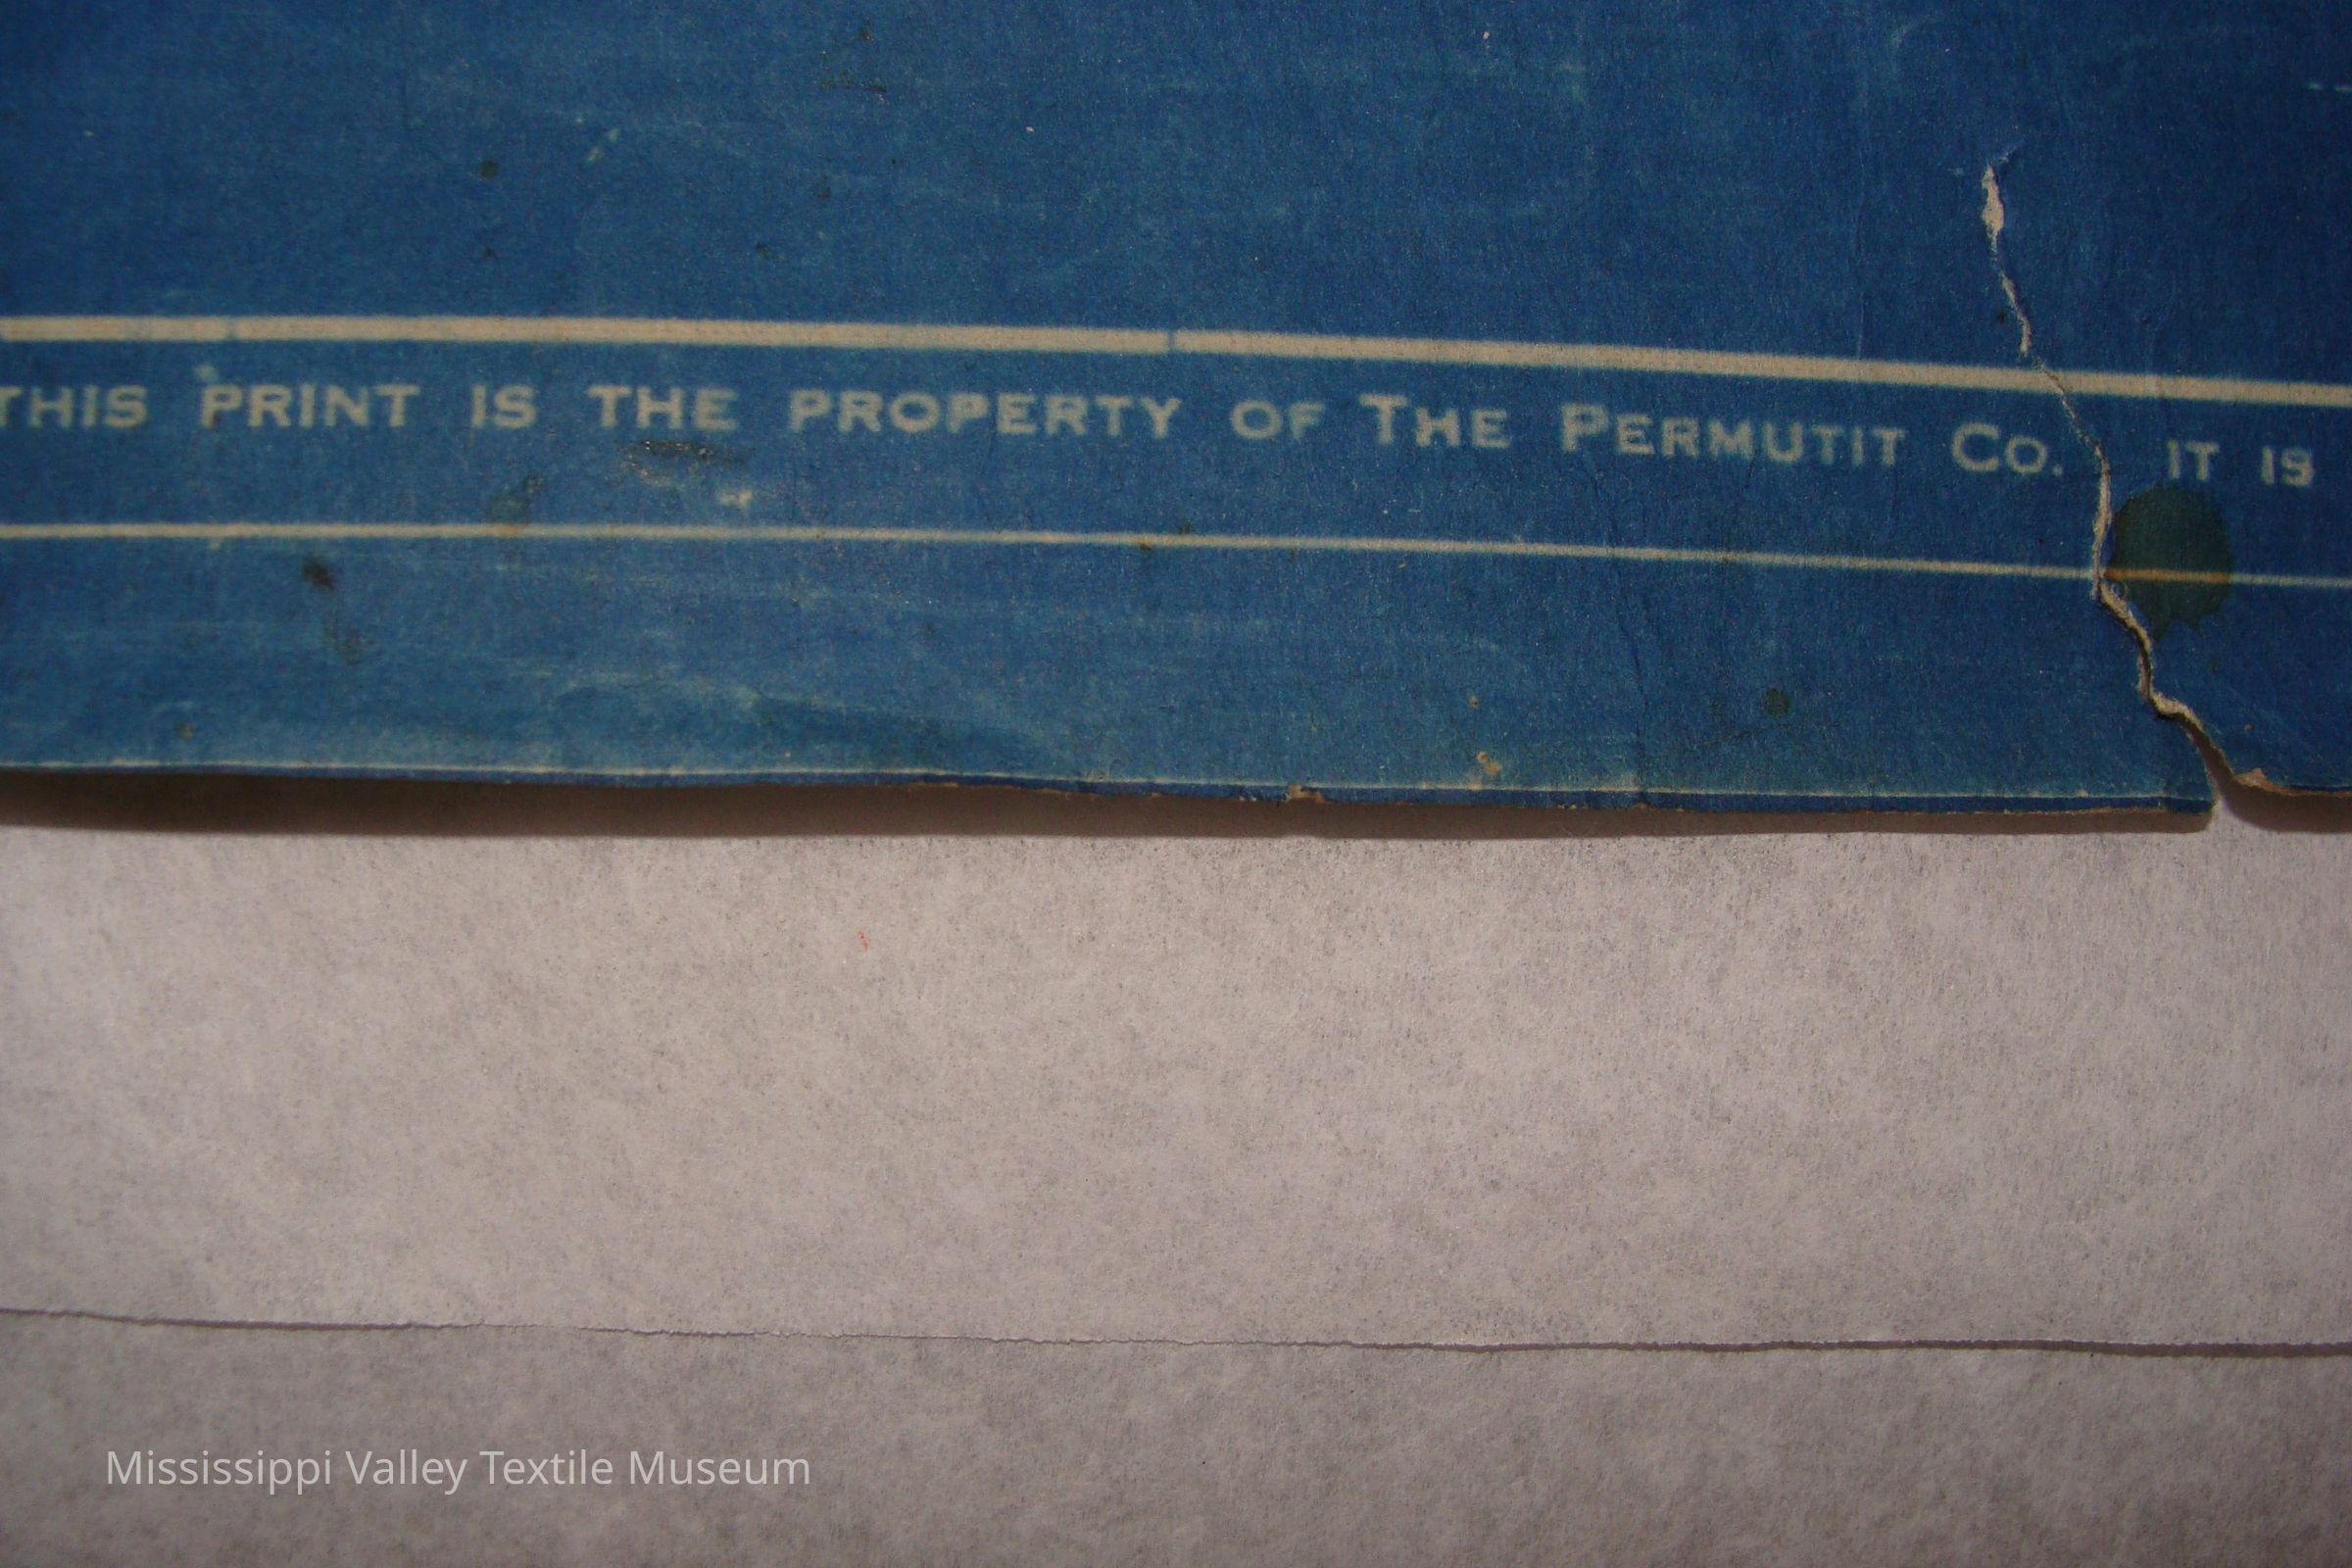 THIS PRINT IS THE PROPERTY OF THE PERMUTIT CO. IT IS
Mississippi Valley Textile Museum